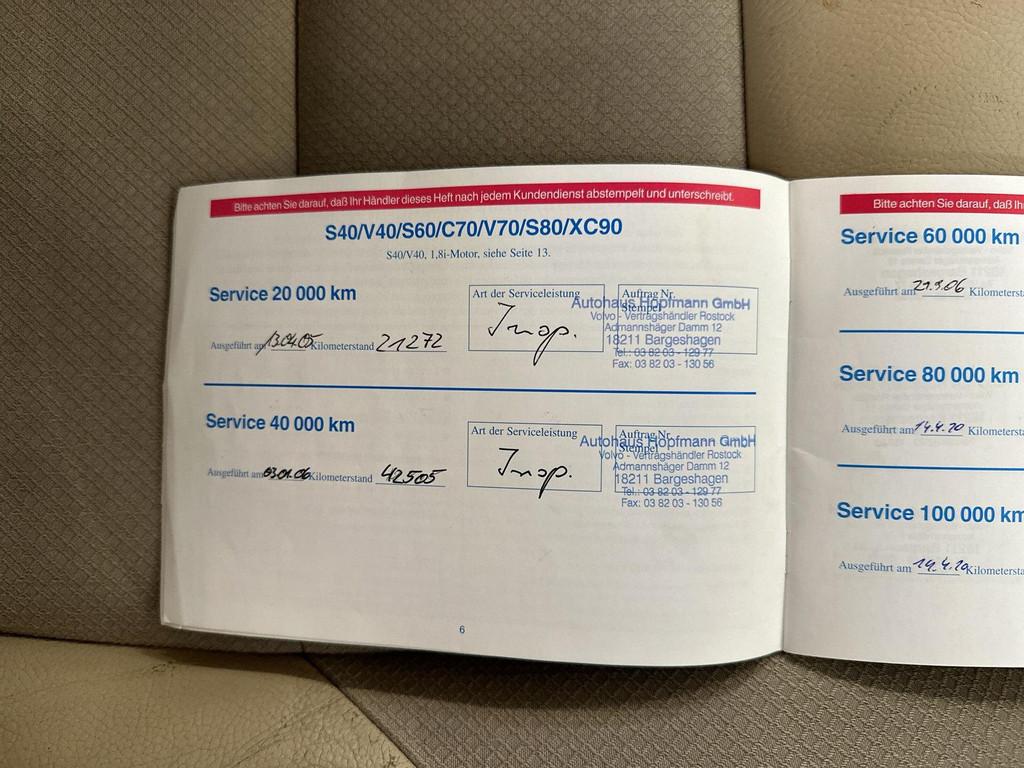 Bitte achten Sie darauf, daß Ihr Händler dieses Heft nach jedem Kundendienst abstempelt und unterschreibt.
S40/V40/S60/C70/V70/S80/XC90
S40/V40, 1,8i-Motor, siehe Seite 13.
Service 20 000 km
Ausgeführt am 13.04.05 Kilometerstand 21272
Art der Serviceleistung
Insp.
Auftrag Nr.
Stempel
Autohaus Hopfmann GmbH
Volvo - Vertragshändler Rostock
Admannshäger Damm 12
18211 Bargeshagen
Tel.: 03 82 03 - 129 77
Fax: 03 82 03 - 130 56
Service 40 000 km
Ausgeführt am 03.01.06 Kilometerstand 42505
Art der Serviceleistung
Insp.
Auftrag Nr.
Stempel
Autohaus Hopfmann GmbH
Volvo - Vertragshändler Rostock
Admannshäger Damm 12
18211 Bargeshagen
Tel.: 03 82 03 - 129 77
Fax: 03 82 03 - 130 56
6
Bitte achten Sie darauf, daß Ih
Service 60 000 km
Ausgeführt am 29.9.06 Kilometersta
Service 80 000 km
Ausgeführt am 14.4.20 Kilometersta
Service 100 000 km
Ausgeführt am 14.4.20 Kilometersta